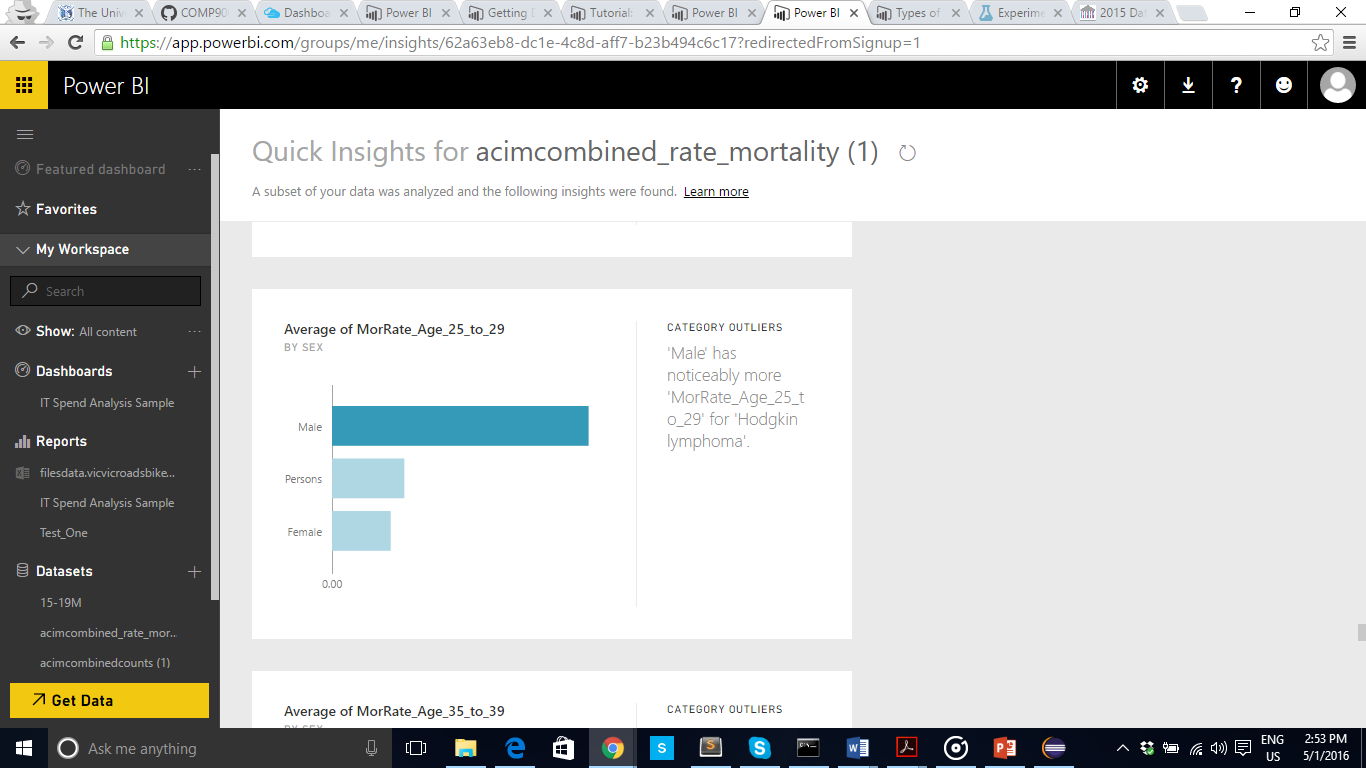 The Unive
COMP90
Dashboa
Power BI
Getting
Tutorial
Power BI
Power BI
Types of
Experime
2015 Dat
https://app.powerbi.com/groups/me/insights/62a63eb8-dc1e-4c8d-aff7-b23b494c6c17?redirectedFromSignup=1
Power BI
?
Featured dashboard
Favorites
My Workspace
Search
Show: All content
Dashboards
IT Spend Analysis Sample
Reports
filesdata.vicvicroadsbike...
IT Spend Analysis Sample
Test_One
Datasets
15-19M
acimcombined_rate_mor...
acimcombinedcounts (1)
Get Data
Quick Insights for acimcombined_rate_mortality (1)
A subset of your data was analyzed and the following insights were found. Learn more
Average of MorRate_Age_25_to_29
BY SEX
Male
Persons
Female
0.00
CATEGORY OUTLIERS
'Male' has
noticeably more
'MorRate_Age_25_t
o_29' for 'Hodgkin
lymphoma'.
Average of MorRate_Age_35_to_39
BY SEX
CATEGORY OUTLIERS
Ask me anything
ENG
US
2:53 PM
5/1/2016